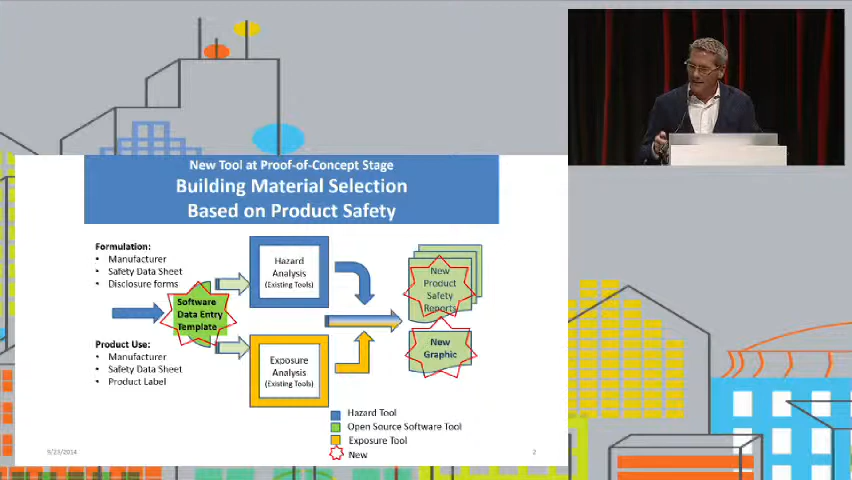 New Tool at Proof-of-Concept Stage
Building Material Selection
Based on Product Safety
Formulation:
• Manufacturer
• Safety Data Sheet
• Disclosure forms
Software
Data Entry
Template
Product Use:
• Manufacturer
• Safety Data Sheet
• Product Label
Hazard
Analysis
(Existing Tools)
Exposure
Analysis
(Existing Tools)
New
Product
Safety
Reports
New
Graphic
Hazard Tool
Open Source Software Tool
Exposure Tool
New
9/23/2014
2